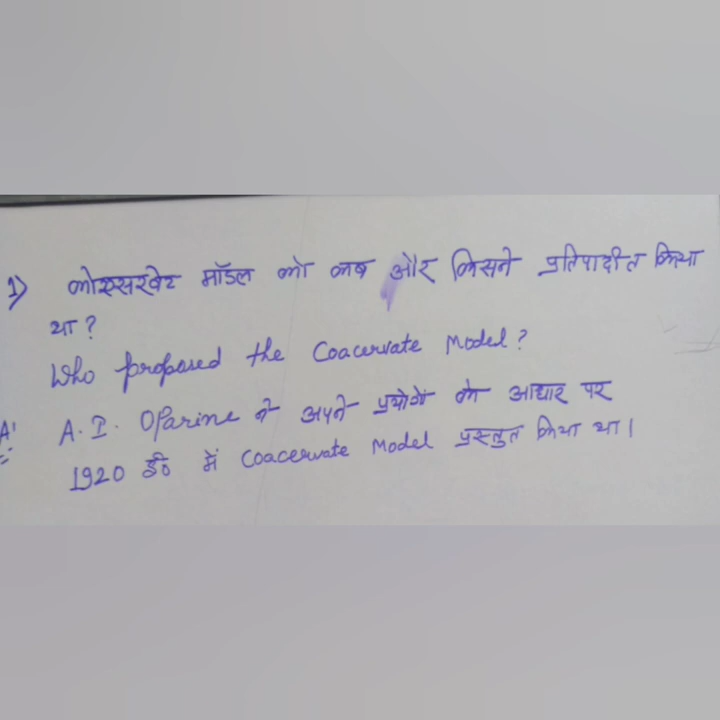 1) कोएसरवेट मॉडल को कब और किसने प्रतिपादीत किया
था?
Who proposed the Coacervate Model?
A: A. I. Oparine ने अपने प्रयोगों के आधार पर
1920 ई० में Coacervate Model प्रस्तुत किया था।